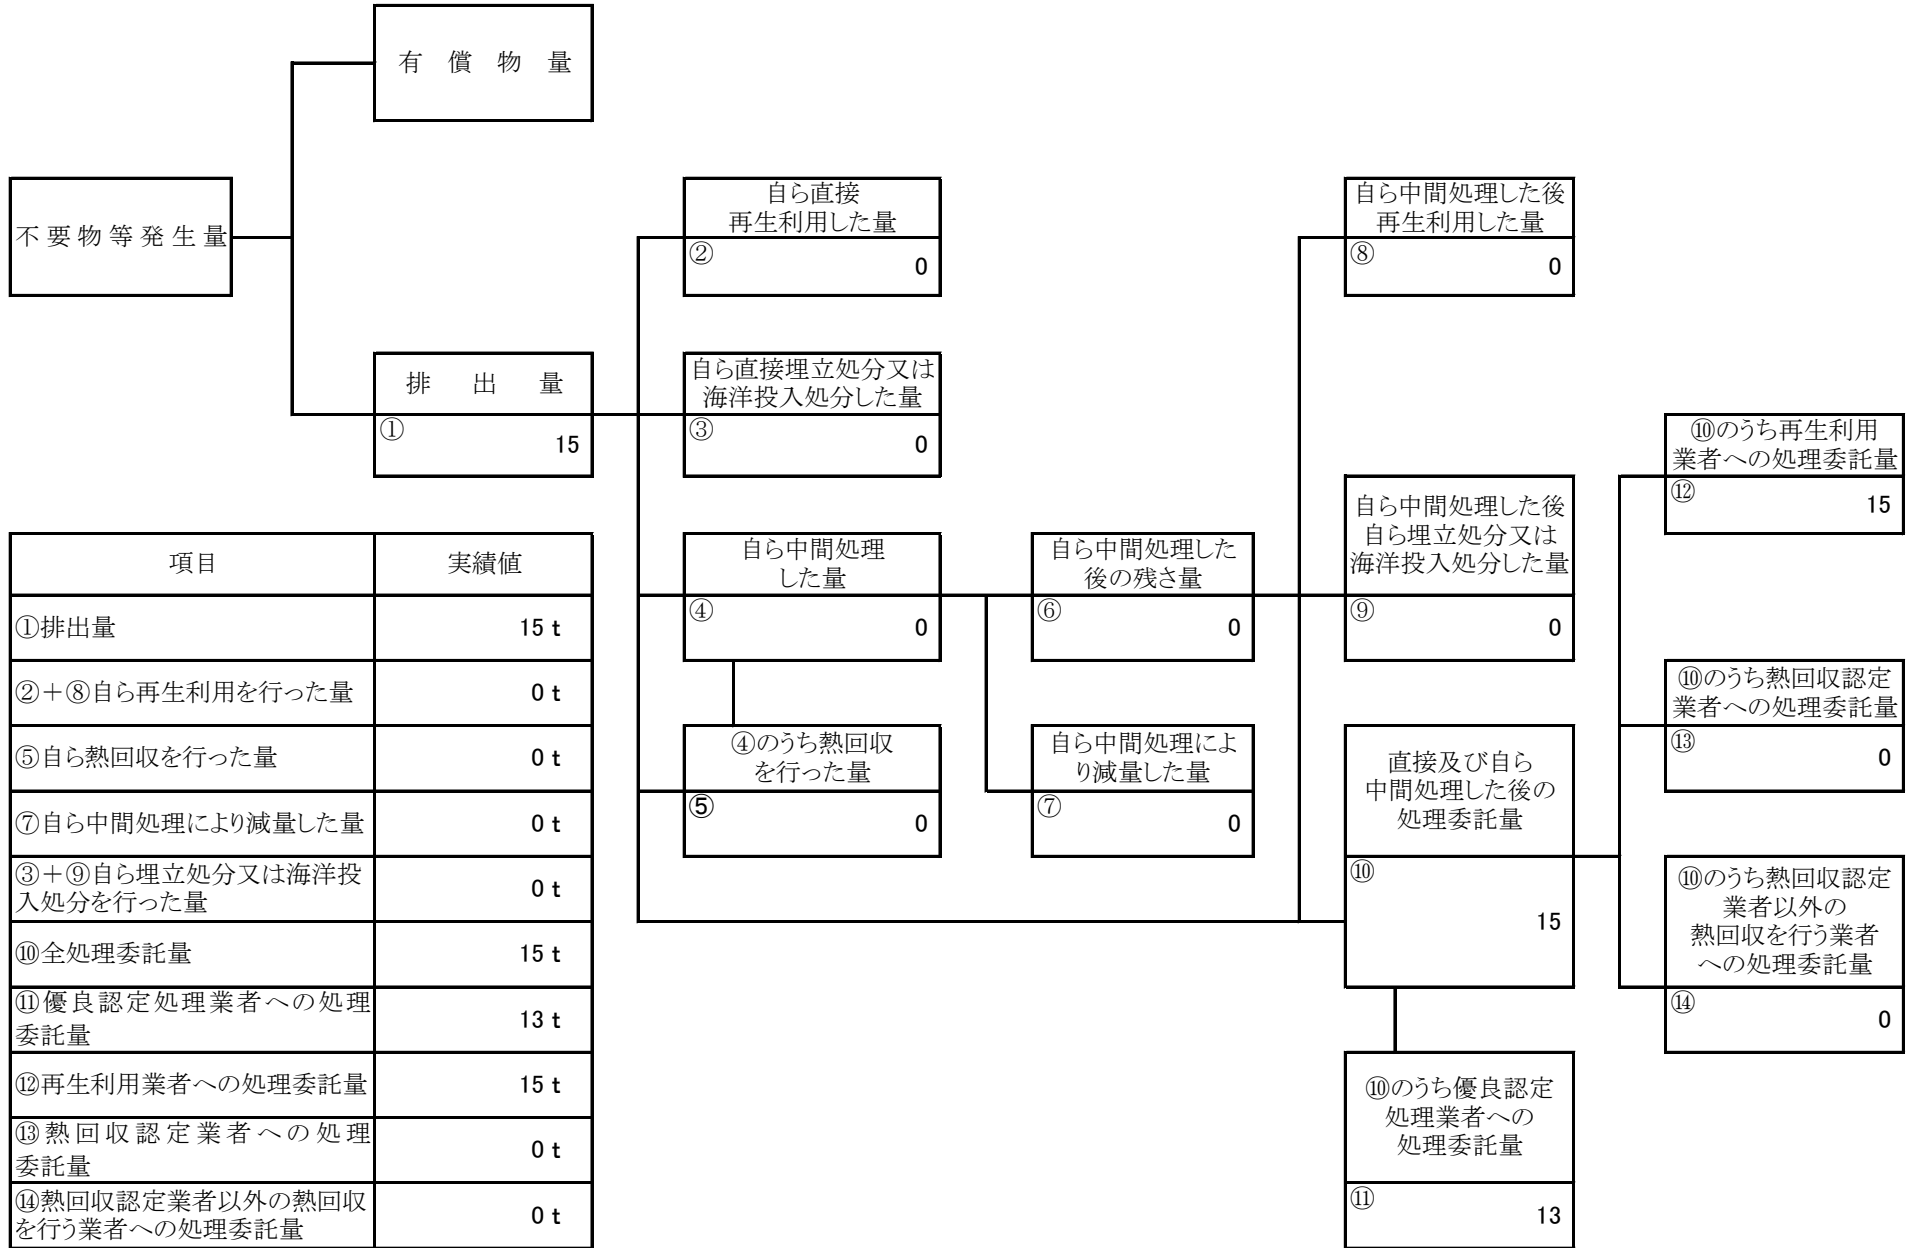 有償物量
不要物等発生量
自ら直接
再生利用した量
②
0
自ら中間処理した後
再生利用した量
⑧
0
排出量
①
15
自ら直接埋立処分又は
海洋投入処分した量
③
0
⑩のうち再生利用
業者への処理委託量
⑫
15
自ら中間処理した後
自ら埋立処分又は
海洋投入処分した量
⑨
0
自ら中間処理
した量
④
0
自ら中間処理した
後の残さ量
⑥
0
⑩のうち熱回収認定
業者への処理委託量
⑬
0
④のうち熱回収
を行った量
⑤
0
自ら中間処理によ
り減量した量
⑦
0
直接及び自ら
中間処理した後の
処理委託量
⑩
15
⑩のうち熱回収認定
業者以外の
熱回収を行う業者
への処理委託量
⑭
0
⑩のうち優良認定
処理業者への
処理委託量
⑪
13
項目 実績値
①排出量 15 t
②+⑧自ら再生利用を行った量 0 t
⑤自ら熱回収を行った量 0 t
⑦自ら中間処理により減量した量 0 t
③+⑨自ら埋立処分又は海洋投
入処分を行った量 0 t
⑩全処理委託量 15 t
⑪優良認定処理業者への処理
委託量 13 t
⑫再生利用業者への処理委託量 15 t
⑬熱回収認定業者への処理
委託量 0 t
⑭熱回収認定業者以外の熱回収
を行う業者への処理委託量 0 t